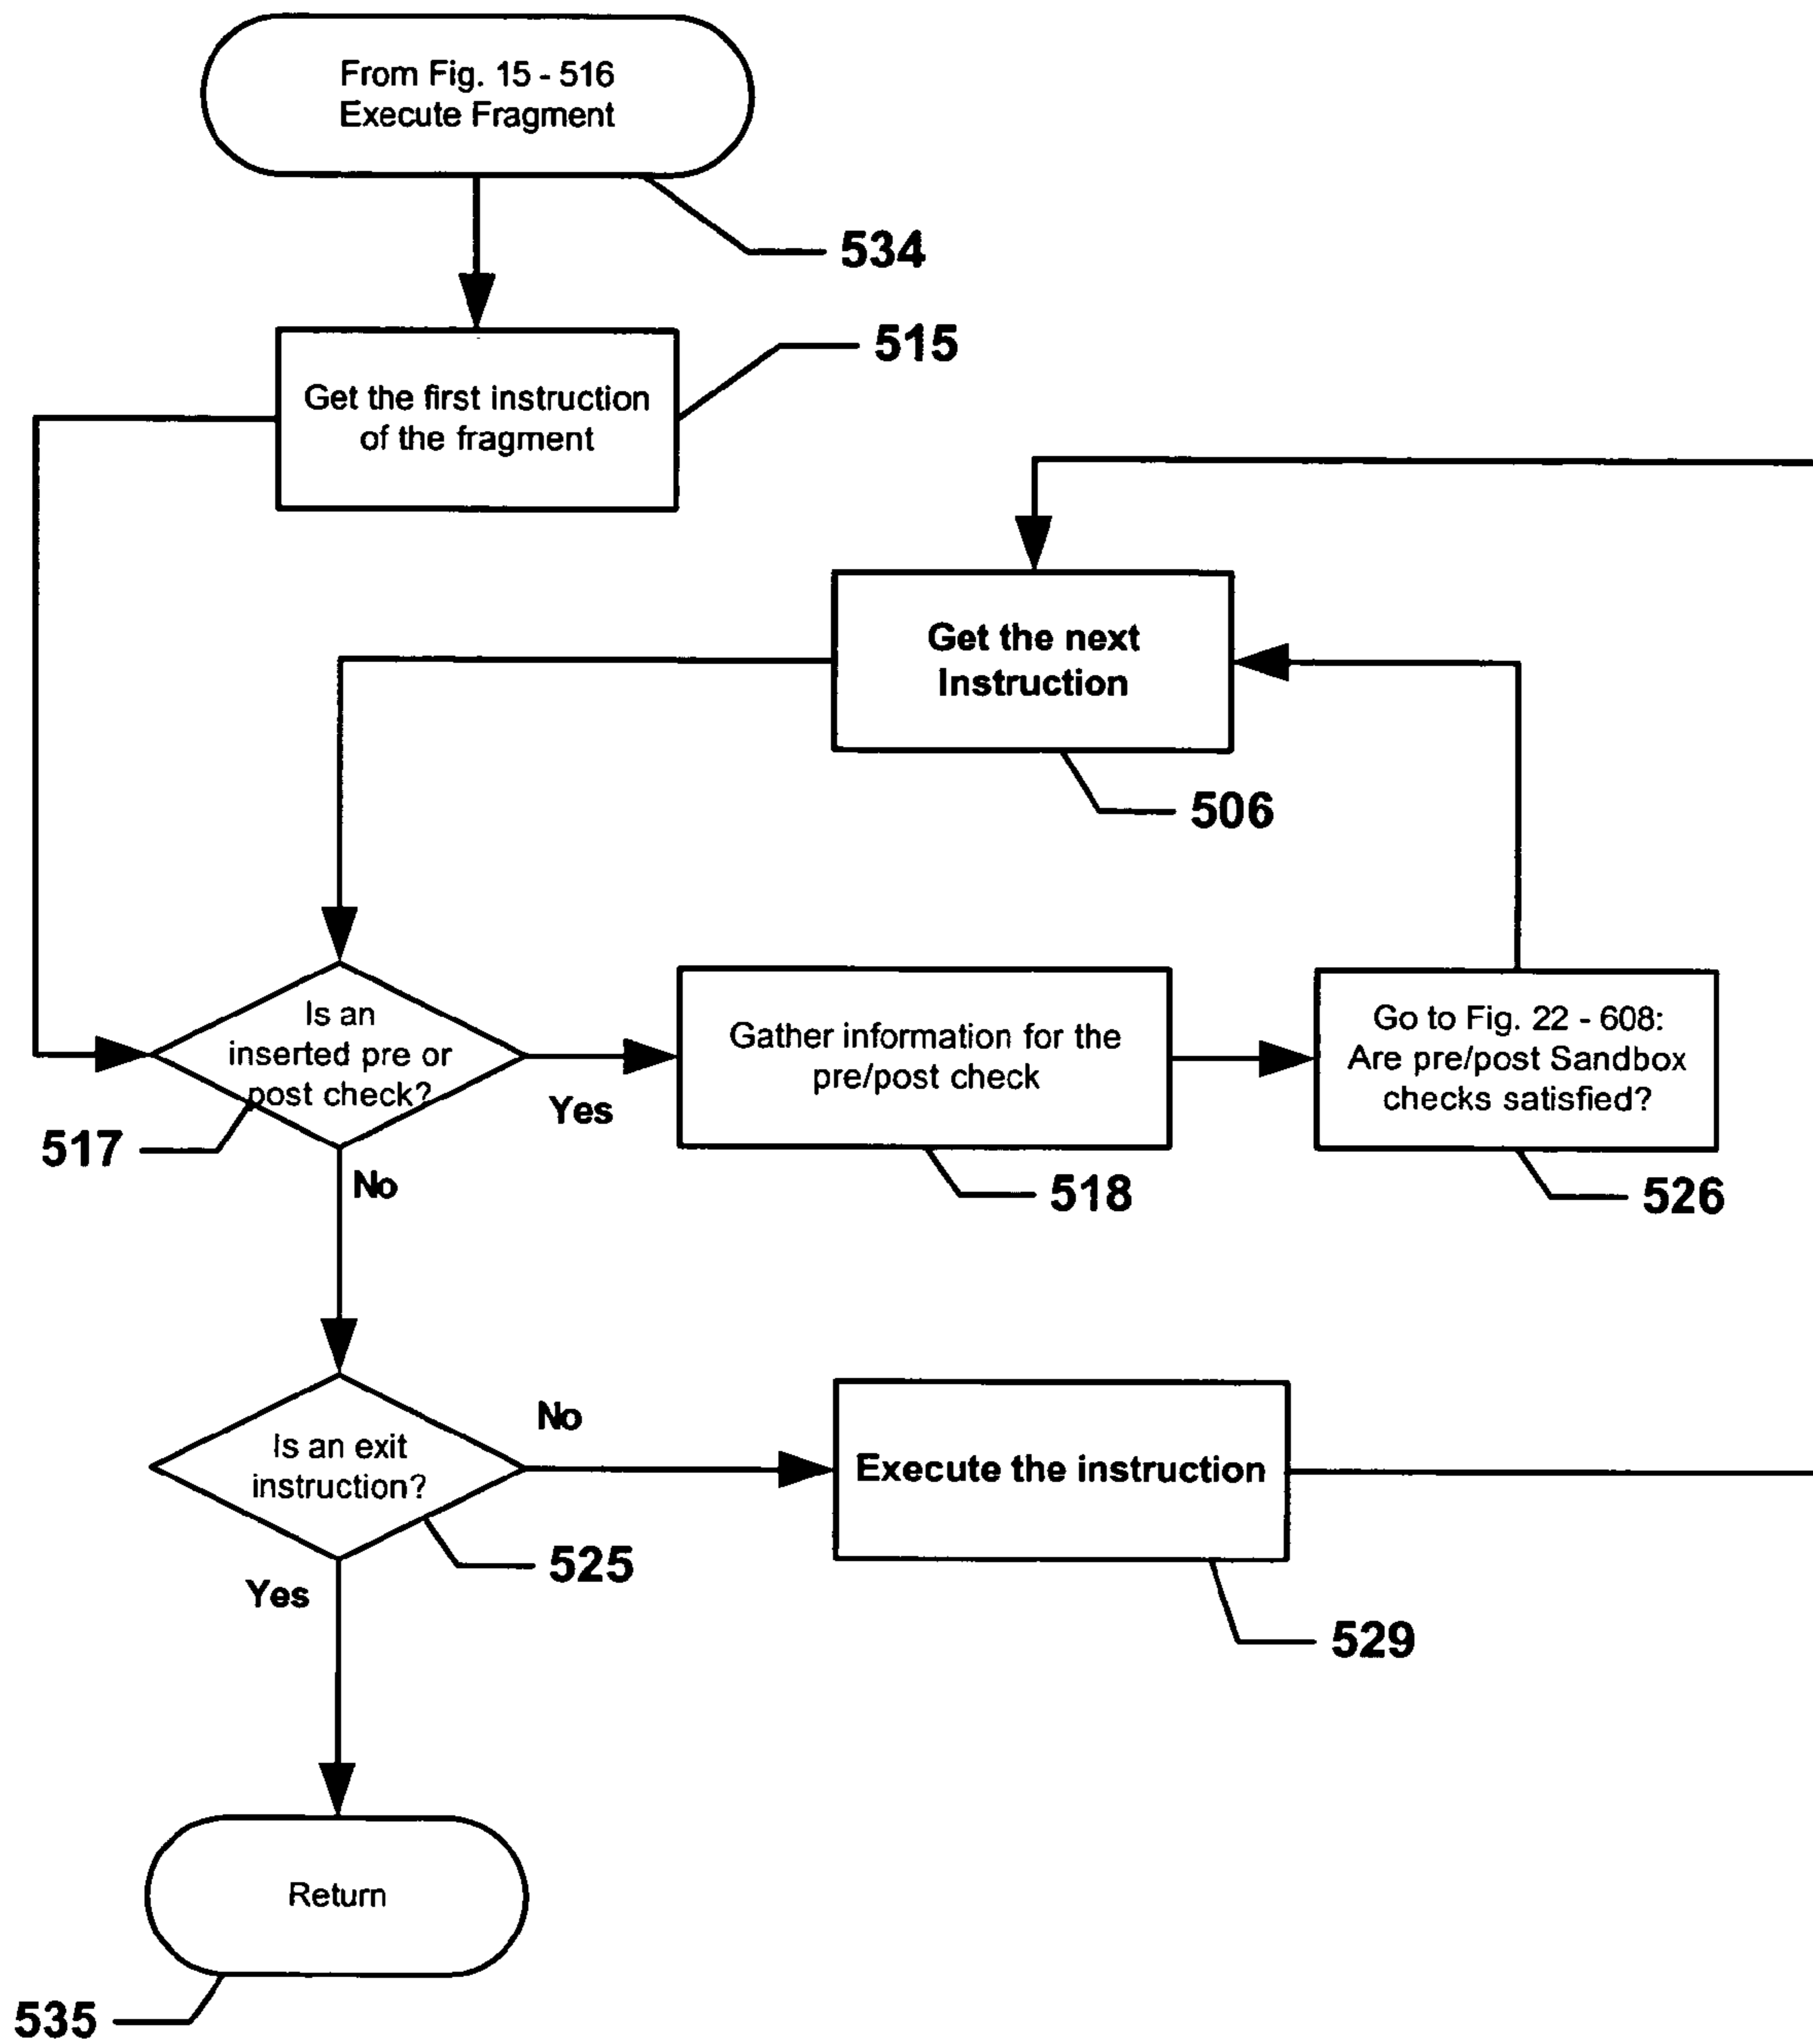 From Fig. 15 - 516
Execute Fragment
534
515
Get the first instruction
of the fragment
Get the next
Instruction
506
Is an
inserted pre or
post check?
Yes
517
No
Gather information for the
pre/post check
518
Go to Fig. 22 - 608:
Are pre/post Sandbox
checks satisfied?
526
Is an exit
instruction?
No
525
Yes
Execute the instruction
529
Return
535